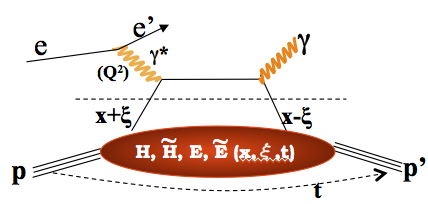 e e’
(Q²) γ* γ
x+ξ x-ξ
H, H̃, E, Ẽ (x, ξ ,t)
p p’
t